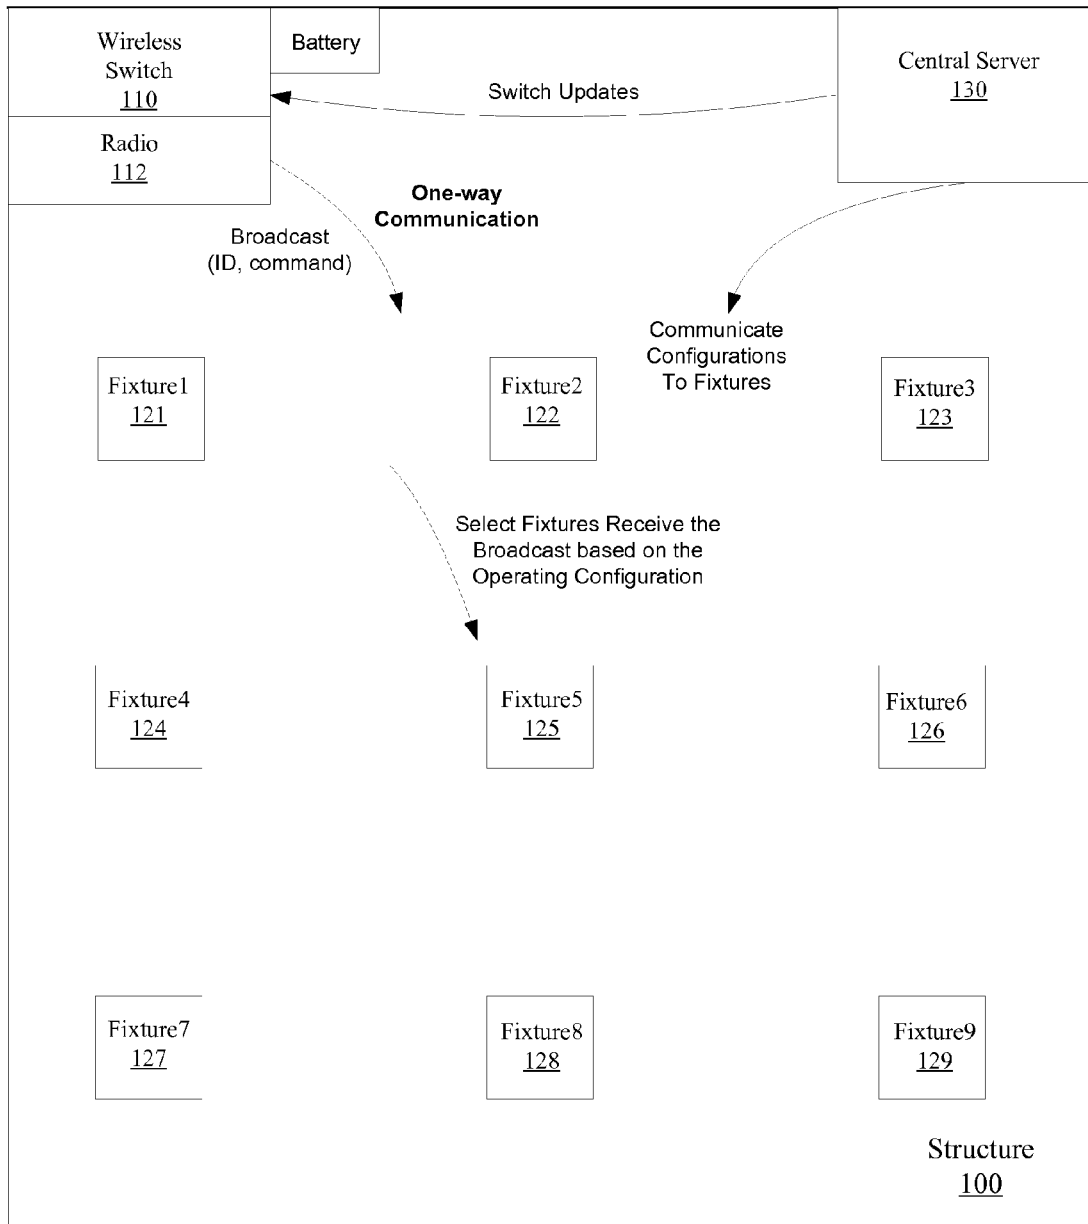 Wireless
Switch
110
Battery
Central Server
130
Switch Updates
Radio
112
One-way
Communication
Broadcast
(ID, command)
Communicate
Configurations
To Fixtures
Fixture1
121
Fixture2
122
Fixture3
123
Select Fixtures Receive the
Broadcast based on the
Operating Configuration
Fixture4
124
Fixture5
125
Fixture6
126
Fixture7
127
Fixture8
128
Fixture9
129
Structure
100